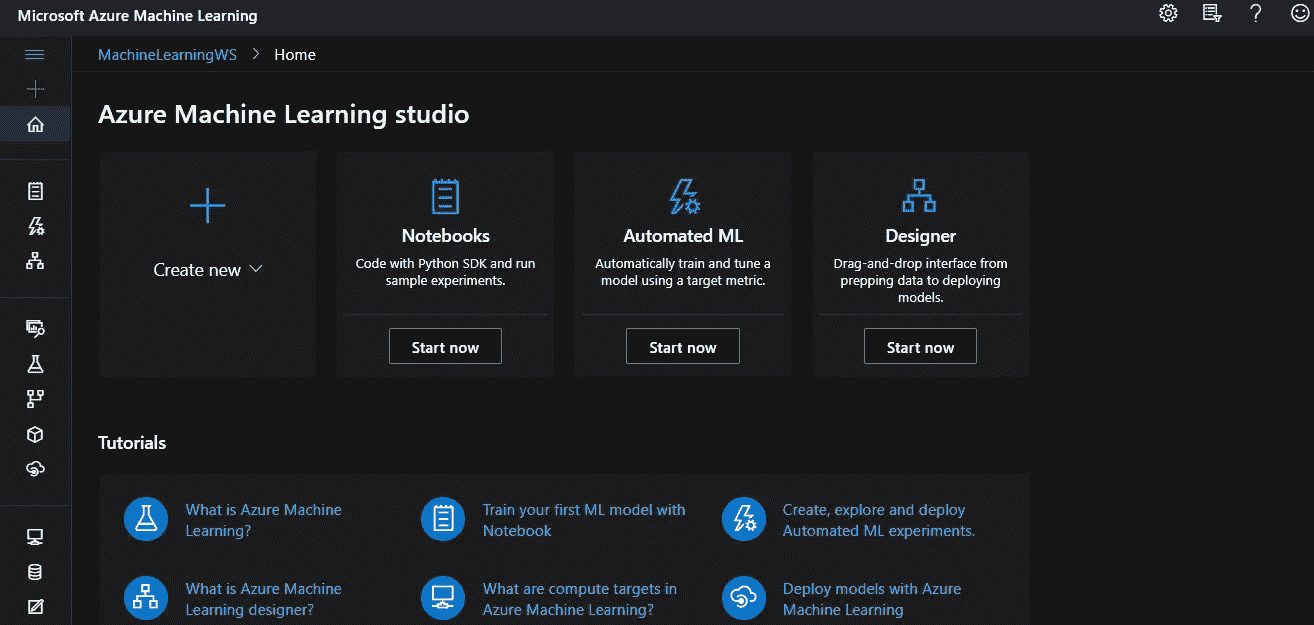 Microsoft Azure Machine Learning
MachineLearningWS > Home
Azure Machine Learning studio
Create new
Notebooks
Code with Python SDK and run
sample experiments.
Start now
Automated ML
Automatically train and tune a
model using a target metric.
Start now
Designer
Drag-and-drop interface from
prepping data to deploying
models.
Start now
Tutorials
What is Azure Machine
Learning?
Train your first ML model with
Notebook
Create, explore and deploy
Automated ML experiments.
What is Azure Machine
Learning designer?
What are compute targets in
Azure Machine Learning?
Deploy models with Azure
Machine Learning